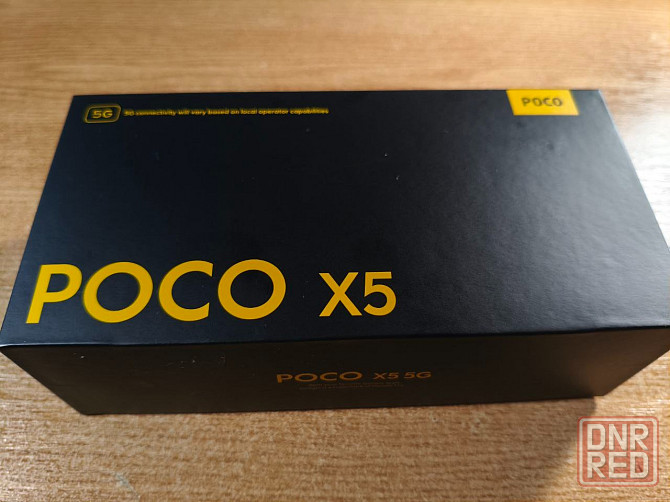 5G 5G connectivity will vary based on local operator capabilities
POCO
POCO X5
POCO X5 5G
DNR
RED